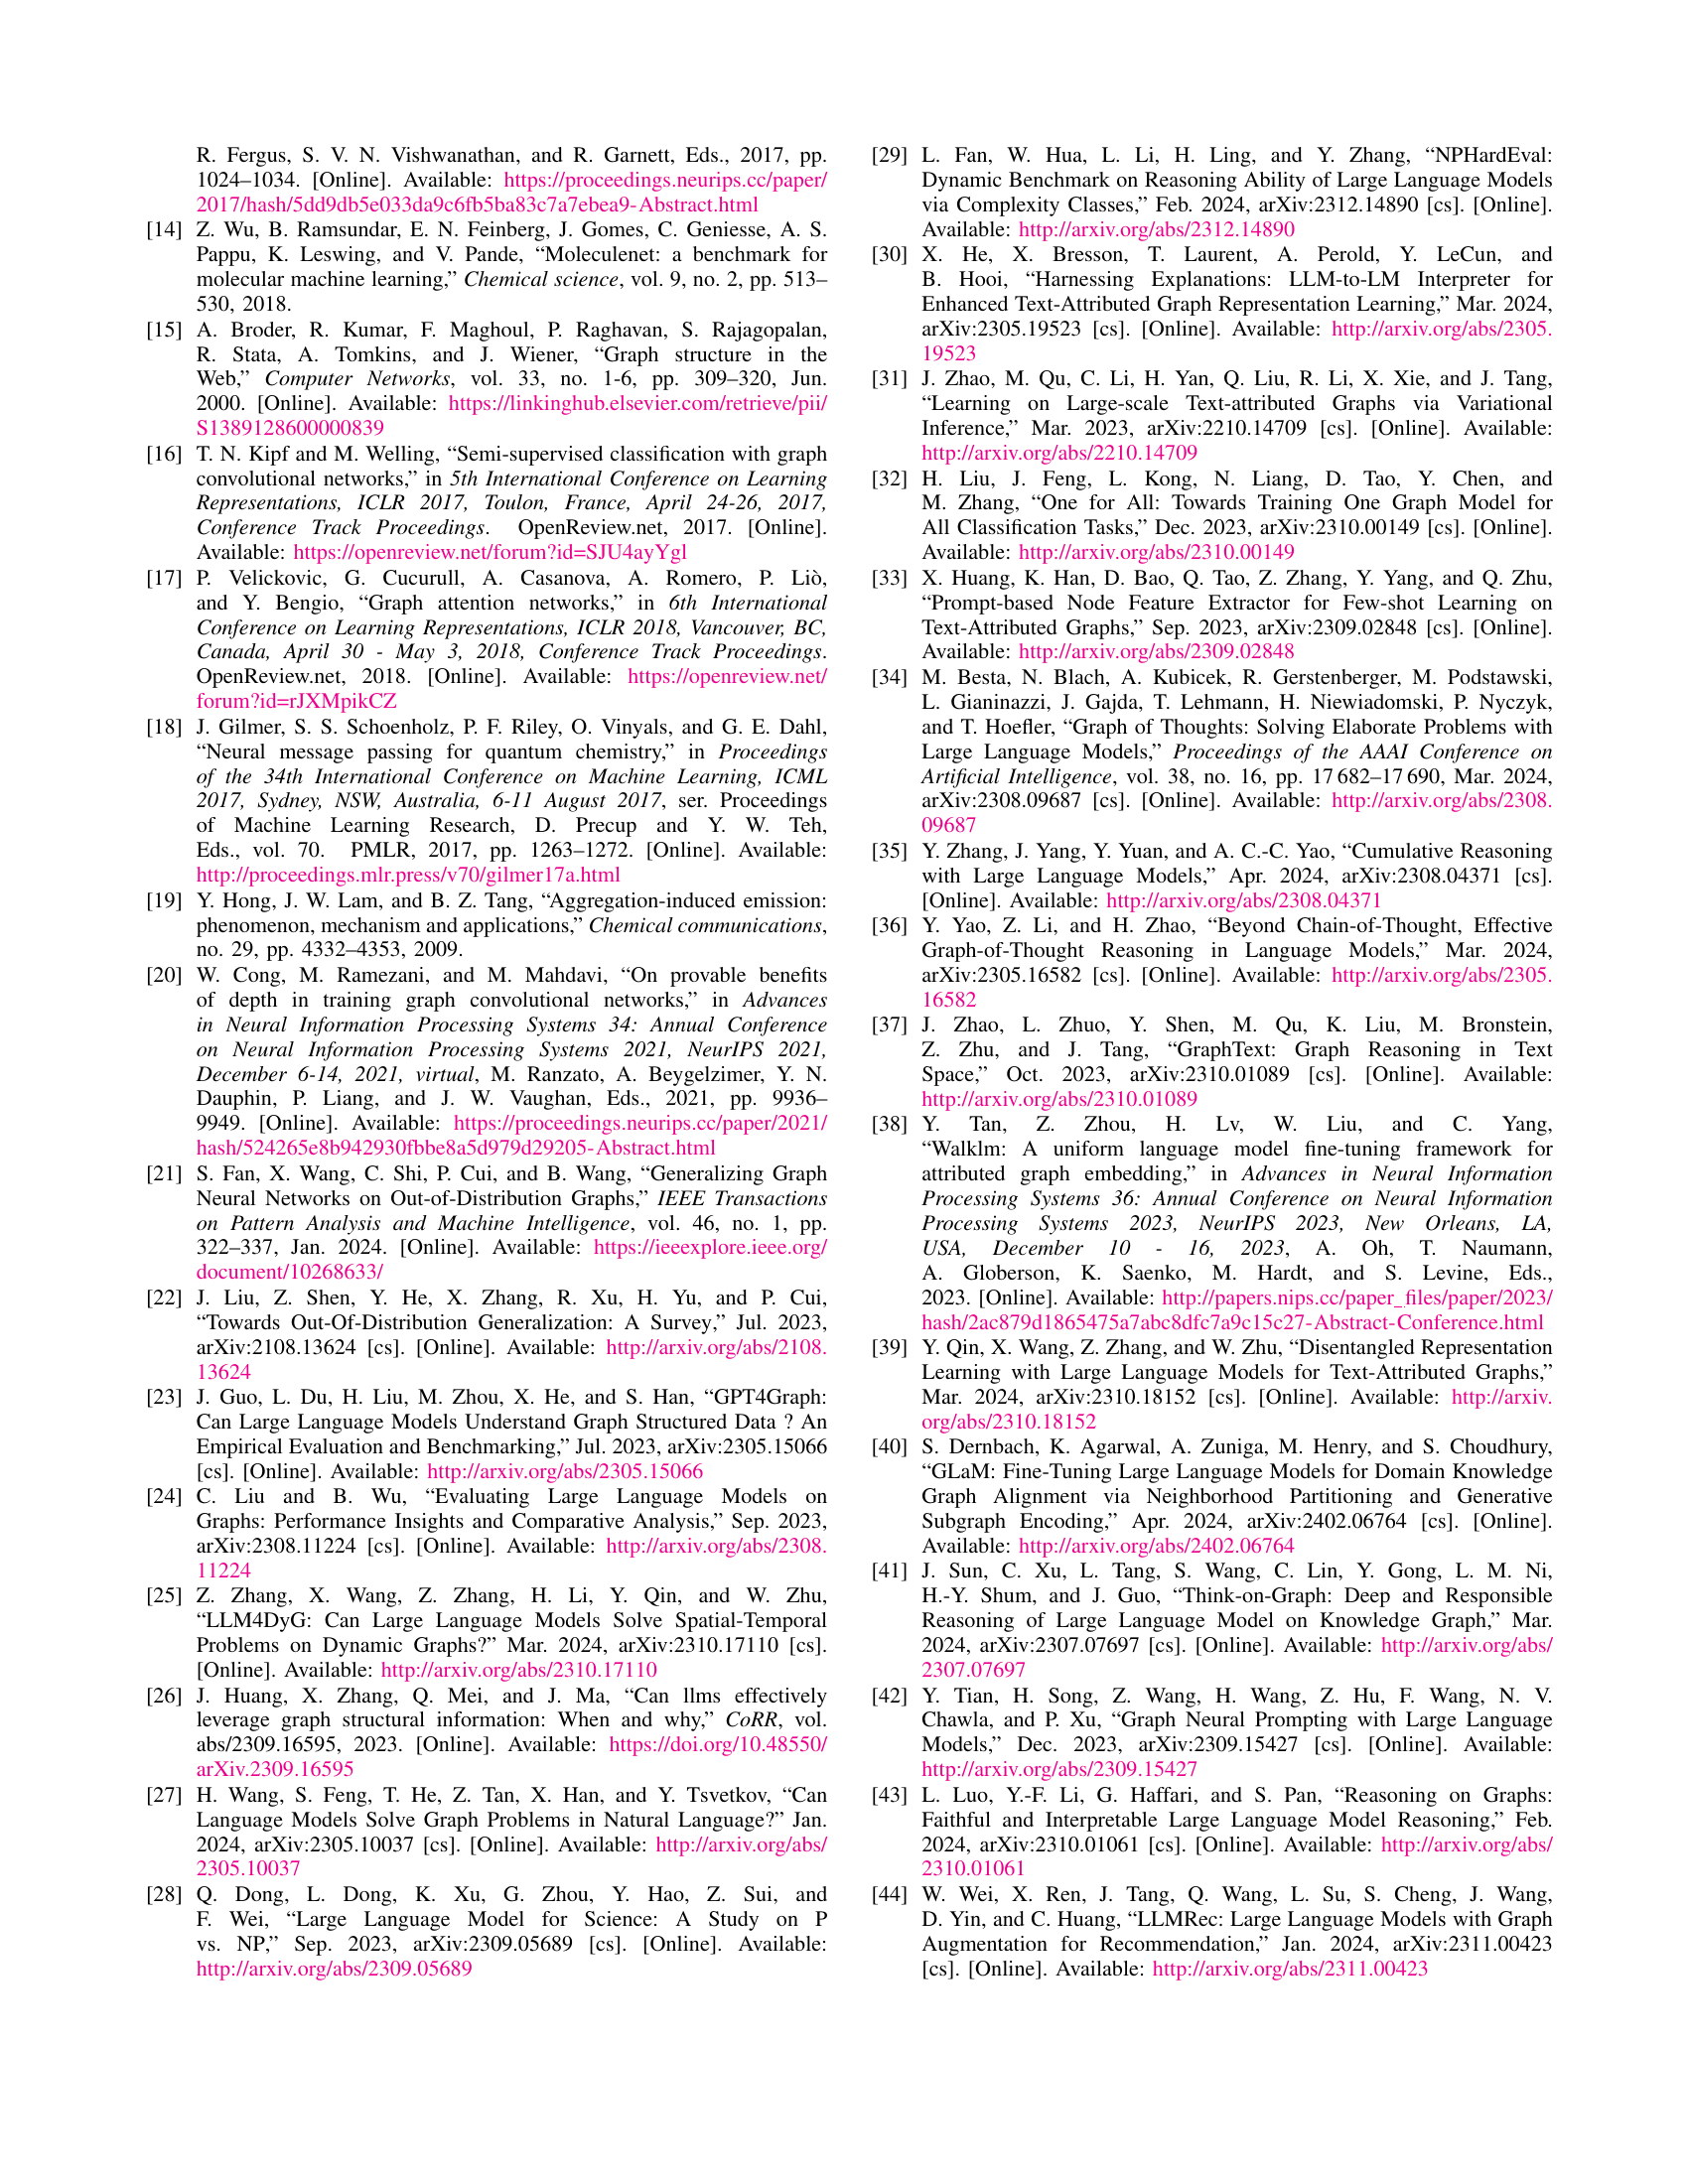 R. Fergus, S. V. N. Vishwanathan, and R. Garnett, Eds., 2017, pp.
1024–1034. [Online]. Available: https://proceedings.neurips.cc/paper/
2017/hash/5dd9db5e033da9c6fb5ba83c7a7ebea9-Abstract.html
[14] Z. Wu, B. Ramsundar, E. N. Feinberg, J. Gomes, C. Geniesse, A. S.
Pappu, K. Leswing, and V. Pande, “Moleculenet: a benchmark for
molecular machine learning,” Chemical science, vol. 9, no. 2, pp. 513–
530, 2018.
[15] A. Broder, R. Kumar, F. Maghoul, P. Raghavan, S. Rajagopalan,
R. Stata, A. Tomkins, and J. Wiener, “Graph structure in the
Web,” Computer Networks, vol. 33, no. 1-6, pp. 309–320, Jun.
2000. [Online]. Available: https://linkinghub.elsevier.com/retrieve/pii/
S1389128600000839
[16] T. N. Kipf and M. Welling, “Semi-supervised classification with graph
convolutional networks,” in 5th International Conference on Learning
Representations, ICLR 2017, Toulon, France, April 24-26, 2017,
Conference Track Proceedings. OpenReview.net, 2017. [Online].
Available: https://openreview.net/forum?id=SJU4ayYgl
[17] P. Velickovic, G. Cucurull, A. Casanova, A. Romero, P. Liò,
and Y. Bengio, “Graph attention networks,” in 6th International
Conference on Learning Representations, ICLR 2018, Vancouver, BC,
Canada, April 30 - May 3, 2018, Conference Track Proceedings.
OpenReview.net, 2018. [Online]. Available: https://openreview.net/
forum?id=rJXMpikCZ
[18] J. Gilmer, S. S. Schoenholz, P. F. Riley, O. Vinyals, and G. E. Dahl,
“Neural message passing for quantum chemistry,” in Proceedings
of the 34th International Conference on Machine Learning, ICML
2017, Sydney, NSW, Australia, 6-11 August 2017, ser. Proceedings
of Machine Learning Research, D. Precup and Y. W. Teh,
Eds., vol. 70. PMLR, 2017, pp. 1263–1272. [Online]. Available:
http://proceedings.mlr.press/v70/gilmer17a.html
[19] Y. Hong, J. W. Lam, and B. Z. Tang, “Aggregation-induced emission:
phenomenon, mechanism and applications,” Chemical communications,
no. 29, pp. 4332–4353, 2009.
[20] W. Cong, M. Ramezani, and M. Mahdavi, “On provable benefits
of depth in training graph convolutional networks,” in Advances
in Neural Information Processing Systems 34: Annual Conference
on Neural Information Processing Systems 2021, NeurIPS 2021,
December 6-14, 2021, virtual, M. Ranzato, A. Beygelzimer, Y. N.
Dauphin, P. Liang, and J. W. Vaughan, Eds., 2021, pp. 9936–
9949. [Online]. Available: https://proceedings.neurips.cc/paper/2021/
hash/524265e8b942930fbbe8a5d979d29205-Abstract.html
[21] S. Fan, X. Wang, C. Shi, P. Cui, and B. Wang, “Generalizing Graph
Neural Networks on Out-of-Distribution Graphs,” IEEE Transactions
on Pattern Analysis and Machine Intelligence, vol. 46, no. 1, pp.
322–337, Jan. 2024. [Online]. Available: https://ieeexplore.ieee.org/
document/10268633/
[22] J. Liu, Z. Shen, Y. He, X. Zhang, R. Xu, H. Yu, and P. Cui,
“Towards Out-Of-Distribution Generalization: A Survey,” Jul. 2023,
arXiv:2108.13624 [cs]. [Online]. Available: http://arxiv.org/abs/2108.
13624
[23] J. Guo, L. Du, H. Liu, M. Zhou, X. He, and S. Han, “GPT4Graph:
Can Large Language Models Understand Graph Structured Data ? An
Empirical Evaluation and Benchmarking,” Jul. 2023, arXiv:2305.15066
[cs]. [Online]. Available: http://arxiv.org/abs/2305.15066
[24] C. Liu and B. Wu, “Evaluating Large Language Models on
Graphs: Performance Insights and Comparative Analysis,” Sep. 2023,
arXiv:2308.11224 [cs]. [Online]. Available: http://arxiv.org/abs/2308.
11224
[25] Z. Zhang, X. Wang, Z. Zhang, H. Li, Y. Qin, and W. Zhu,
“LLM4DyG: Can Large Language Models Solve Spatial-Temporal
Problems on Dynamic Graphs?” Mar. 2024, arXiv:2310.17110 [cs].
[Online]. Available: http://arxiv.org/abs/2310.17110
[26] J. Huang, X. Zhang, Q. Mei, and J. Ma, “Can llms effectively
leverage graph structural information: When and why,” CoRR, vol.
abs/2309.16595, 2023. [Online]. Available: https://doi.org/10.48550/
arXiv.2309.16595
[27] H. Wang, S. Feng, T. He, Z. Tan, X. Han, and Y. Tsvetkov, “Can
Language Models Solve Graph Problems in Natural Language?” Jan.
2024, arXiv:2305.10037 [cs]. [Online]. Available: http://arxiv.org/abs/
2305.10037
[28] Q. Dong, L. Dong, K. Xu, G. Zhou, Y. Hao, Z. Sui, and
F. Wei, “Large Language Model for Science: A Study on P
vs. NP,” Sep. 2023, arXiv:2309.05689 [cs]. [Online]. Available:
http://arxiv.org/abs/2309.05689
[29] L. Fan, W. Hua, L. Li, H. Ling, and Y. Zhang, “NPHardEval:
Dynamic Benchmark on Reasoning Ability of Large Language Models
via Complexity Classes,” Feb. 2024, arXiv:2312.14890 [cs]. [Online].
Available: http://arxiv.org/abs/2312.14890
[30] X. He, X. Bresson, T. Laurent, A. Perold, Y. LeCun, and
B. Hooi, “Harnessing Explanations: LLM-to-LM Interpreter for
Enhanced Text-Attributed Graph Representation Learning,” Mar. 2024,
arXiv:2305.19523 [cs]. [Online]. Available: http://arxiv.org/abs/2305.
19523
[31] J. Zhao, M. Qu, C. Li, H. Yan, Q. Liu, R. Li, X. Xie, and J. Tang,
“Learning on Large-scale Text-attributed Graphs via Variational
Inference,” Mar. 2023, arXiv:2210.14709 [cs]. [Online]. Available:
http://arxiv.org/abs/2210.14709
[32] H. Liu, J. Feng, L. Kong, N. Liang, D. Tao, Y. Chen, and
M. Zhang, “One for All: Towards Training One Graph Model for
All Classification Tasks,” Dec. 2023, arXiv:2310.00149 [cs]. [Online].
Available: http://arxiv.org/abs/2310.00149
[33] X. Huang, K. Han, D. Bao, Q. Tao, Z. Zhang, Y. Yang, and Q. Zhu,
“Prompt-based Node Feature Extractor for Few-shot Learning on
Text-Attributed Graphs,” Sep. 2023, arXiv:2309.02848 [cs]. [Online].
Available: http://arxiv.org/abs/2309.02848
[34] M. Besta, N. Blach, A. Kubicek, R. Gerstenberger, M. Podstawski,
L. Gianinazzi, J. Gajda, T. Lehmann, H. Niewiadomski, P. Nyczyk,
and T. Hoefler, “Graph of Thoughts: Solving Elaborate Problems with
Large Language Models,” Proceedings of the AAAI Conference on
Artificial Intelligence, vol. 38, no. 16, pp. 17 682–17 690, Mar. 2024,
arXiv:2308.09687 [cs]. [Online]. Available: http://arxiv.org/abs/2308.
09687
[35] Y. Zhang, J. Yang, Y. Yuan, and A. C.-C. Yao, “Cumulative Reasoning
with Large Language Models,” Apr. 2024, arXiv:2308.04371 [cs].
[Online]. Available: http://arxiv.org/abs/2308.04371
[36] Y. Yao, Z. Li, and H. Zhao, “Beyond Chain-of-Thought, Effective
Graph-of-Thought Reasoning in Language Models,” Mar. 2024,
arXiv:2305.16582 [cs]. [Online]. Available: http://arxiv.org/abs/2305.
16582
[37] J. Zhao, L. Zhuo, Y. Shen, M. Qu, K. Liu, M. Bronstein,
Z. Zhu, and J. Tang, “GraphText: Graph Reasoning in Text
Space,” Oct. 2023, arXiv:2310.01089 [cs]. [Online]. Available:
http://arxiv.org/abs/2310.01089
[38] Y. Tan, Z. Zhou, H. Lv, W. Liu, and C. Yang,
“Walklm: A uniform language model fine-tuning framework for
attributed graph embedding,” in Advances in Neural Information
Processing Systems 36: Annual Conference on Neural Information
Processing Systems 2023, NeurIPS 2023, New Orleans, LA,
USA, December 10 - 16, 2023, A. Oh, T. Naumann,
A. Globerson, K. Saenko, M. Hardt, and S. Levine, Eds.,
2023. [Online]. Available: http://papers.nips.cc/paper_files/paper/2023/
hash/2ac879d1865475a7abc8dfc7a9c15c27-Abstract-Conference.html
[39] Y. Qin, X. Wang, Z. Zhang, and W. Zhu, “Disentangled Representation
Learning with Large Language Models for Text-Attributed Graphs,”
Mar. 2024, arXiv:2310.18152 [cs]. [Online]. Available: http://arxiv.
org/abs/2310.18152
[40] S. Dernbach, K. Agarwal, A. Zuniga, M. Henry, and S. Choudhury,
“GLaM: Fine-Tuning Large Language Models for Domain Knowledge
Graph Alignment via Neighborhood Partitioning and Generative
Subgraph Encoding,” Apr. 2024, arXiv:2402.06764 [cs]. [Online].
Available: http://arxiv.org/abs/2402.06764
[41] J. Sun, C. Xu, L. Tang, S. Wang, C. Lin, Y. Gong, L. M. Ni,
H.-Y. Shum, and J. Guo, “Think-on-Graph: Deep and Responsible
Reasoning of Large Language Model on Knowledge Graph,” Mar.
2024, arXiv:2307.07697 [cs]. [Online]. Available: http://arxiv.org/abs/
2307.07697
[42] Y. Tian, H. Song, Z. Wang, H. Wang, Z. Hu, F. Wang, N. V.
Chawla, and P. Xu, “Graph Neural Prompting with Large Language
Models,” Dec. 2023, arXiv:2309.15427 [cs]. [Online]. Available:
http://arxiv.org/abs/2309.15427
[43] L. Luo, Y.-F. Li, G. Haffari, and S. Pan, “Reasoning on Graphs:
Faithful and Interpretable Large Language Model Reasoning,” Feb.
2024, arXiv:2310.01061 [cs]. [Online]. Available: http://arxiv.org/abs/
2310.01061
[44] W. Wei, X. Ren, J. Tang, Q. Wang, L. Su, S. Cheng, J. Wang,
D. Yin, and C. Huang, “LLMRec: Large Language Models with Graph
Augmentation for Recommendation,” Jan. 2024, arXiv:2311.00423
[cs]. [Online]. Available: http://arxiv.org/abs/2311.00423